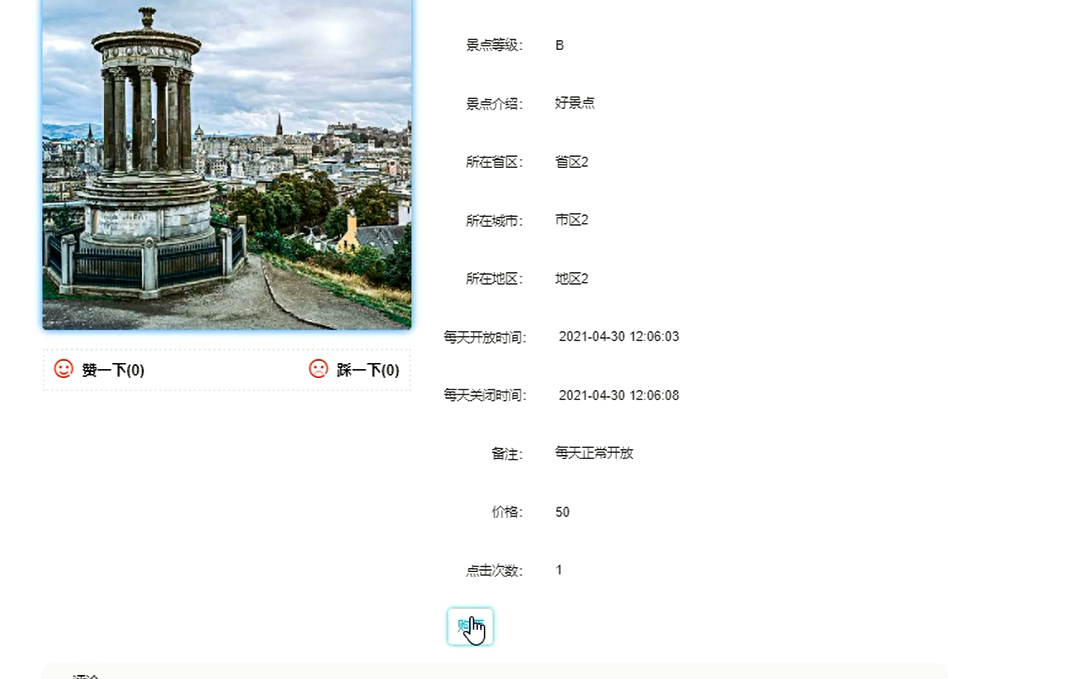 景点等级： B
景点介绍： 好景点
所在省区： 省区2
所在城市： 市区2
所在地区： 地区2
每天开放时间： 2021-04-30 12:06:03
赞一下(0) 踩一下(0)
每天关闭时间： 2021-04-30 12:06:08
备注： 每天正常开放
价格： 50
点击次数： 1